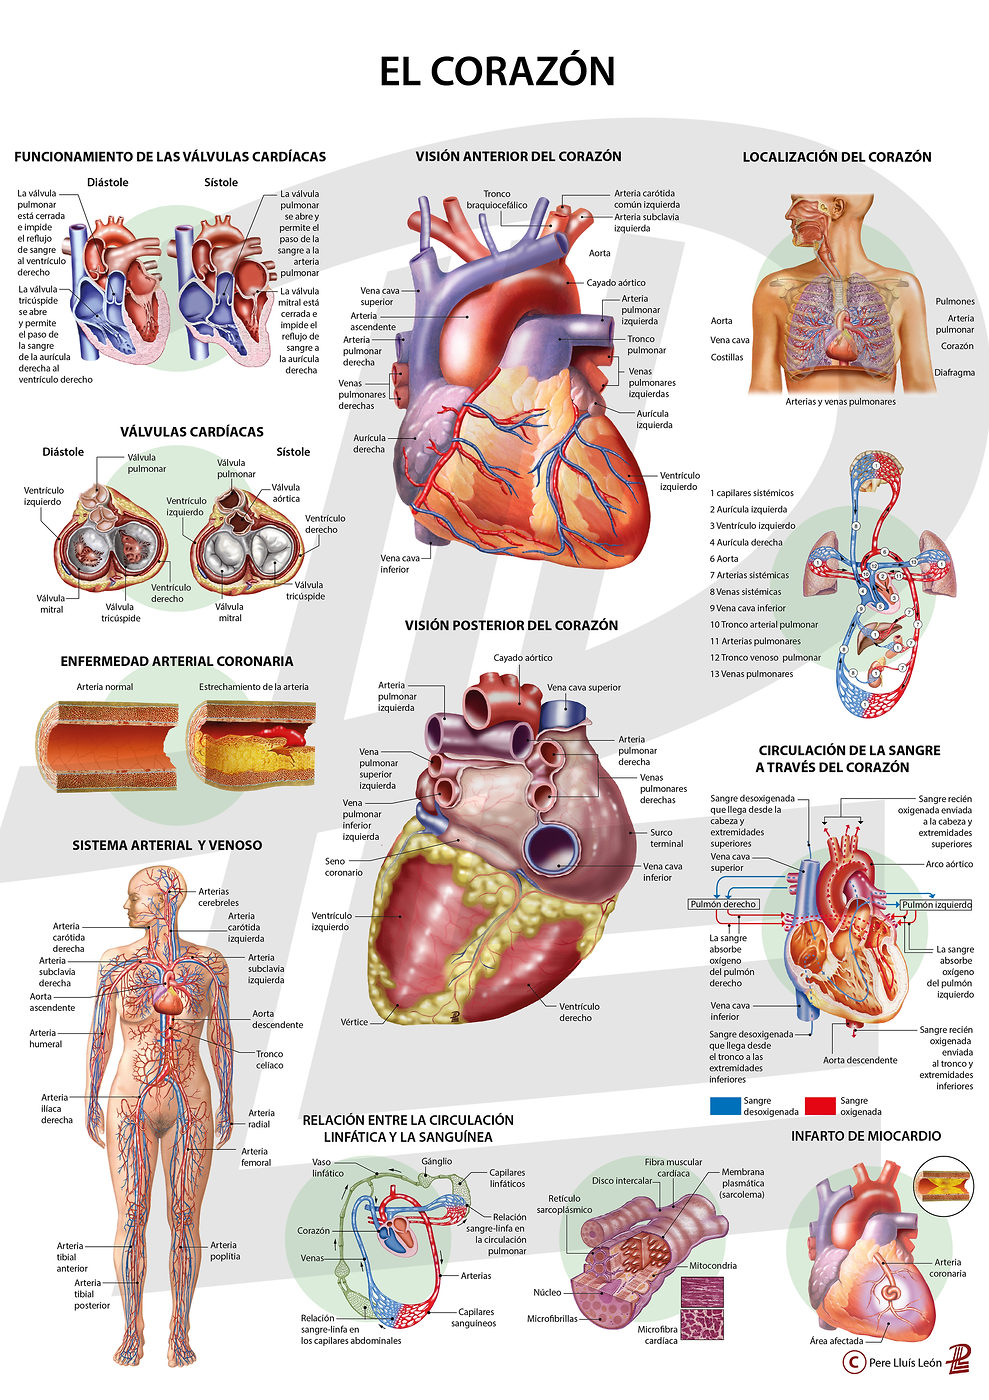 EL CORAZÓN
FUNCIONAMIENTO DE LAS VÁLVULAS CARDÍACAS
Diástole
Sístole
La válvula
pulmonar
está cerrada
e impide
el reflujo
de sangre
al ventrículo
derecho
La válvula
tricúspide
se abre
y permite
el paso de
la sangre
de la aurícula
derecha al
ventrículo derecho
La válvula
pulmonar
se abre y
permite el
paso de la
sangre a la
arteria
pulmonar
La válvula
mitral está
cerrada e
impide el
reflujo de
sangre a
la aurícula
derecha
VÁLVULAS CARDÍACAS
Diástole
Sístole
Válvula
pulmonar
Ventrículo
izquierdo
Válvula
mitral
Válvula
tricúspide
Ventrículo
derecho
Válvula
pulmonar
Válvula
aórtica
Ventrículo
izquierdo
Ventrículo
derecho
Válvula
tricúspide
Válvula
mitral
ENFERMEDAD ARTERIAL CORONARIA
Arteria normal
Estrechamiento de la arteria
SISTEMA ARTERIAL Y VENOSO
Arterias
cerebreles
Arteria
carótida
derecha
Arteria
carótida
izquierda
Arteria
subclavia
derecha
Arteria
subclavia
izquierda
Aorta
ascendente
Aorta
descendente
Arteria
humeral
Tronco
celíaco
Arteria
ilíaca
derecha
Arteria
radial
Arteria
femoral
Arteria
tibial
anterior
Arteria
poplítia
Arteria
tibial
posterior
VISIÓN ANTERIOR DEL CORAZÓN
Tronco
braquiocefálico
Arteria carótida
común izquierda
Arteria subclavia
izquierda
Aorta
Cayado aórtico
Vena cava
superior
Arteria
ascendente
Arteria
pulmonar
derecha
Venas
pulmonares
derechas
Aurícula
derecha
Vena cava
inferior
Arteria
pulmonar
izquierda
Tronco
pulmonar
Venas
pulmonares
izquierdas
Aurícula
izquierda
Ventrículo
izquierdo
VISIÓN POSTERIOR DEL CORAZÓN
Cayado aórtico
Arteria
pulmonar
izquierda
Vena cava superior
Vena
pulmonar
superior
izquierda
Vena
pulmonar
inferior
izquierda
Seno
coronario
Ventrículo
izquierdo
Vértice
Arteria
pulmonar
derecha
Venas
pulmonares
derechas
Surco
terminal
Vena cava
inferior
Ventrículo
derecho
RELACIÓN ENTRE LA CIRCULACIÓN
LINFÁTICA Y LA SANGUÍNEA
Vaso
linfático
Gánglio
Capilares
linfáticos
Relación
sangre-linfa en
la circulación
pulmonar
Corazón
Venas
Arterias
Relación
sangre-linfa en
los capilares abdominales
Capilares
sanguíneos
Fibra muscular
cardíaca
Disco intercalar
Membrana
plasmática
(sarcolema)
Retículo
sarcoplásmico
Mitocondria
Núcleo
Microfibrillas
Microfibra
cardíaca
LOCALIZACIÓN DEL CORAZÓN
Aorta
Vena cava
Costillas
Pulmones
Arteria
pulmonar
Corazón
Diafragma
Arterias y venas pulmonares
1 capilares sistémicos
2 Aurícula izquierda
3 Ventrículo izquierdo
4 Aurícula derecha
6 Aorta
7 Arterias sistémicas
8 Venas sistémicas
9 Vena cava inferior
10 Tronco arterial pulmonar
11 Arterias pulmonares
12 Tronco venoso pulmonar
13 Venas pulmonares
CIRCULACIÓN DE LA SANGRE
A TRAVÉS DEL CORAZÓN
Sangre desoxigenada
que llega desde la
cabeza y
extremidades
superiores
Sangre recién
oxigenada enviada
a la cabeza y
extremidades
superiores
Vena cava
superior
Arco aórtico
Pulmón derecho
Pulmón izquierdo
La sangre
absorbe
oxígeno
del pulmón
derecho
La sangre
absorbe
oxígeno
del pulmón
izquierdo
Vena cava
inferior
Sangre desoxigenada
que llega desde
el tronco a las
extremidades
inferiores
Aorta descendente
Sangre recién
oxigenada
enviada
al tronco y
extremidades
inferiores
Sangre
desoxigenada
Sangre
oxigenada
INFARTO DE MIOCARDIO
Arteria
coronaria
Área afectada
C Pere Lluís León